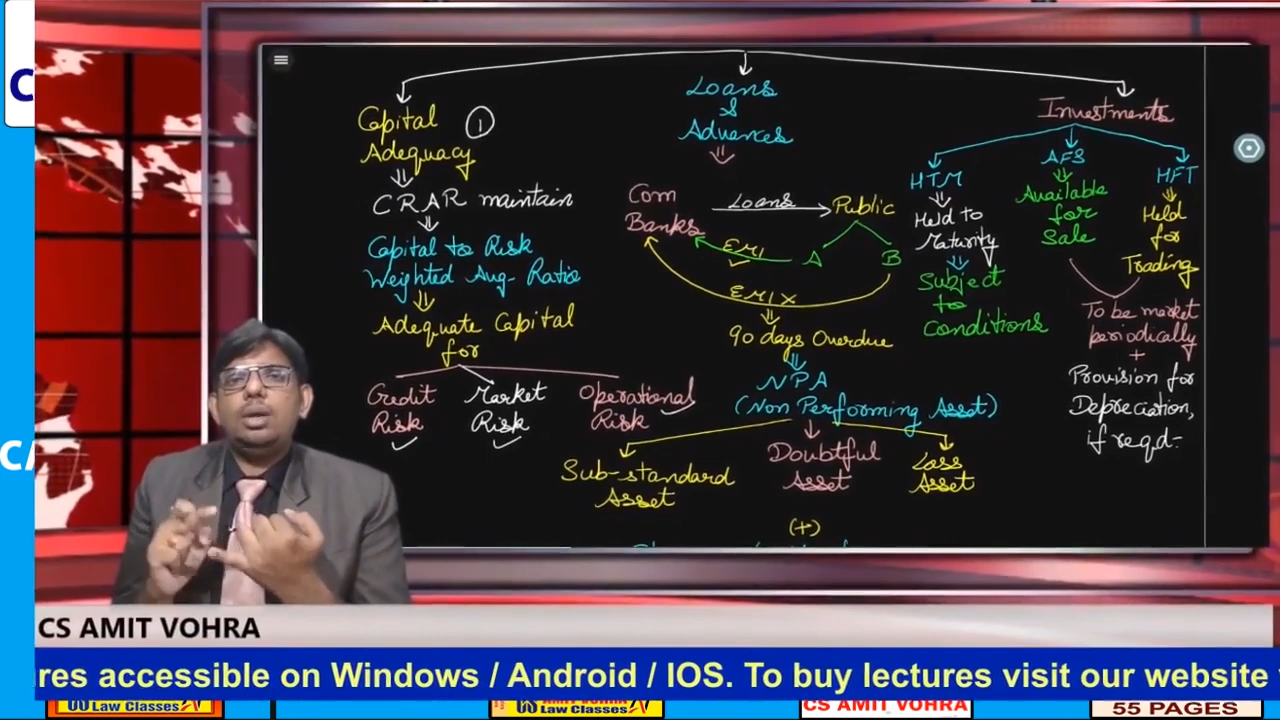 Capital
Adequacy
1
CRAR maintain
Capital to Risk
Weighted Aug- Ratio
Adequate Capital
for
Credit
Risk
Market
Risk
Operational
Risk
Loans
&
Advances
Com
Banks
Loans
Public
EMI
A
B
EMI X
90 days Overdue
NPA
(Non Performing Asset)
Sub-standard
Asset
Doubtful
Asset
Loss
Asset
(+)
Investments
HTM
Held to
Maturity
Subject
to
Conditions
AFS
Available
for
Sale
HFT
Held
for
Trading
To be market
periodically
+
Provision for
Depreciation,
if reqd-
C
CS AMIT VOHRA
res accessible on Windows / Android / IOS. To buy lectures visit our website
Law Classes
AMIT VOHRA
Law Classes
CS AMIT VOHRA
55 PAGES